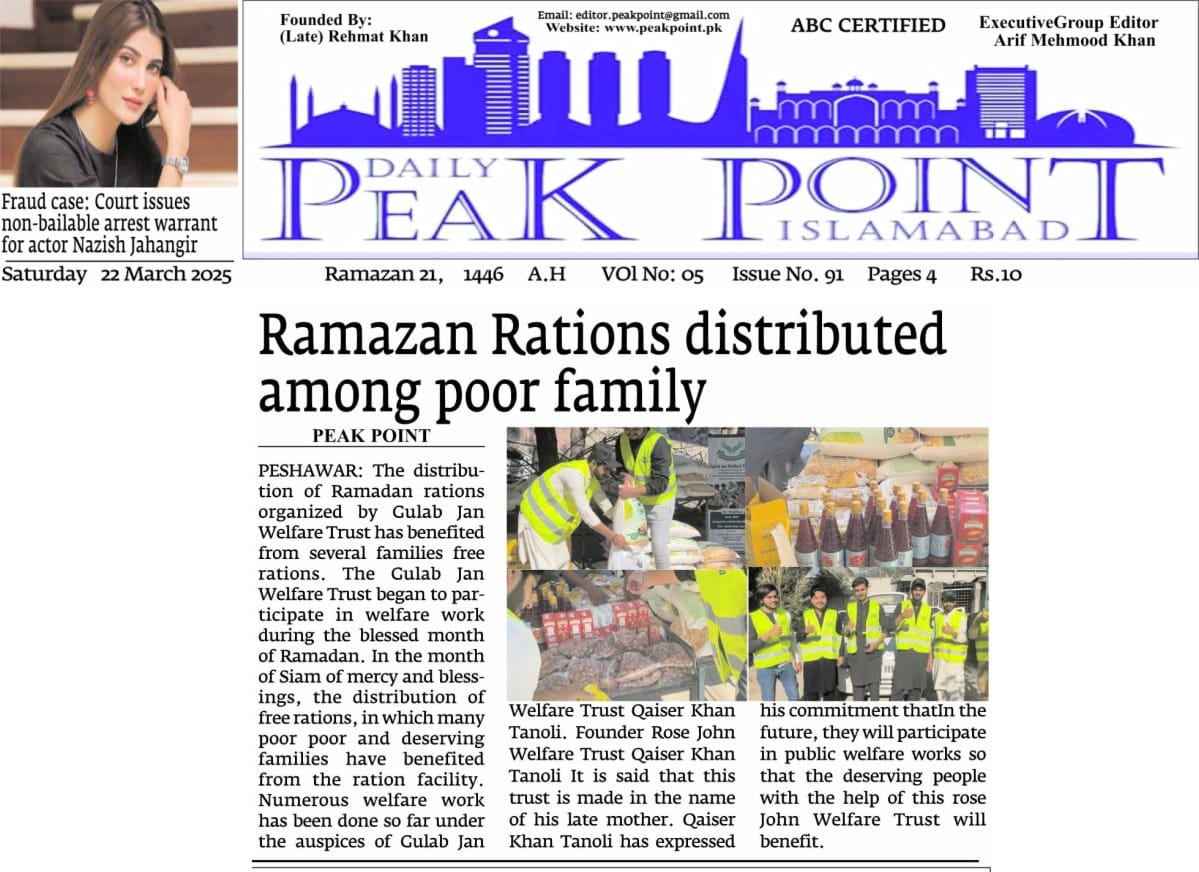 Founded By:
(Late) Rehmat Khan
Email: editor.peakpoint@gmail.com
Website: www.peakpoint.pk
ABC CERTIFIED
ExecutiveGroup Editor
Arif Mehmood Khan
DAILY
PEAK POINT
ISLAMABAD
Fraud case: Court issues
non-bailable arrest warrant
for actor Nazish Jahangir
Saturday 22 March 2025 Ramazan 21, 1446 A.H VOl No: 05 Issue No. 91 Pages 4 Rs.10
Ramazan Rations distributed
among poor family
PEAK POINT
PESHAWAR: The distribu-
tion of Ramadan rations
organized by Gulab Jan
Welfare Trust has benefited
from several families free
rations. The Gulab Jan
Welfare Trust began to par-
ticipate in welfare work
during the blessed month
of Ramadan. In the month
of Siam of mercy and bless-
ings, the distribution of
free rations, in which many
poor poor and deserving
families have benefited
from the ration facility.
Numerous welfare work
has been done so far under
the auspices of Gulab Jan
Welfare Trust Qaiser Khan
Tanoli. Founder Rose John
Welfare Trust Qaiser Khan
Tanoli It is said that this
trust is made in the name
of his late mother. Qaiser
Khan Tanoli has expressed
his commitment thatIn the
future, they will participate
in public welfare works so
that the deserving people
with the help of this rose
John Welfare Trust will
benefit.